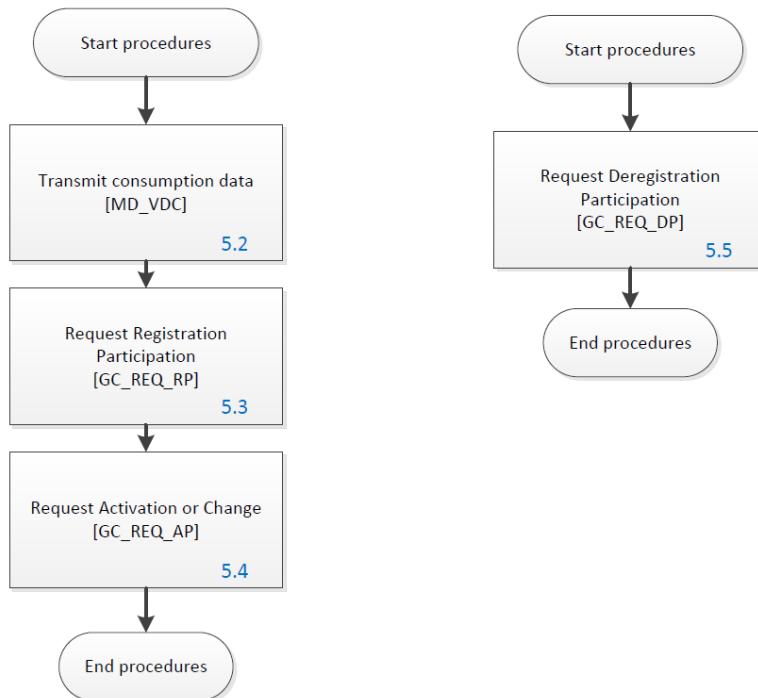 Start procedures
Transmit consumption data
[MD_VDC]
5.2
Request Registration
Participation
[GC_REQ_RP]
5.3
Request Activation or Change
[GC_REQ_AP]
5.4
End procedures
Start procedures
Request Deregistration
Participation
[GC_REQ_DP]
5.5
End procedures